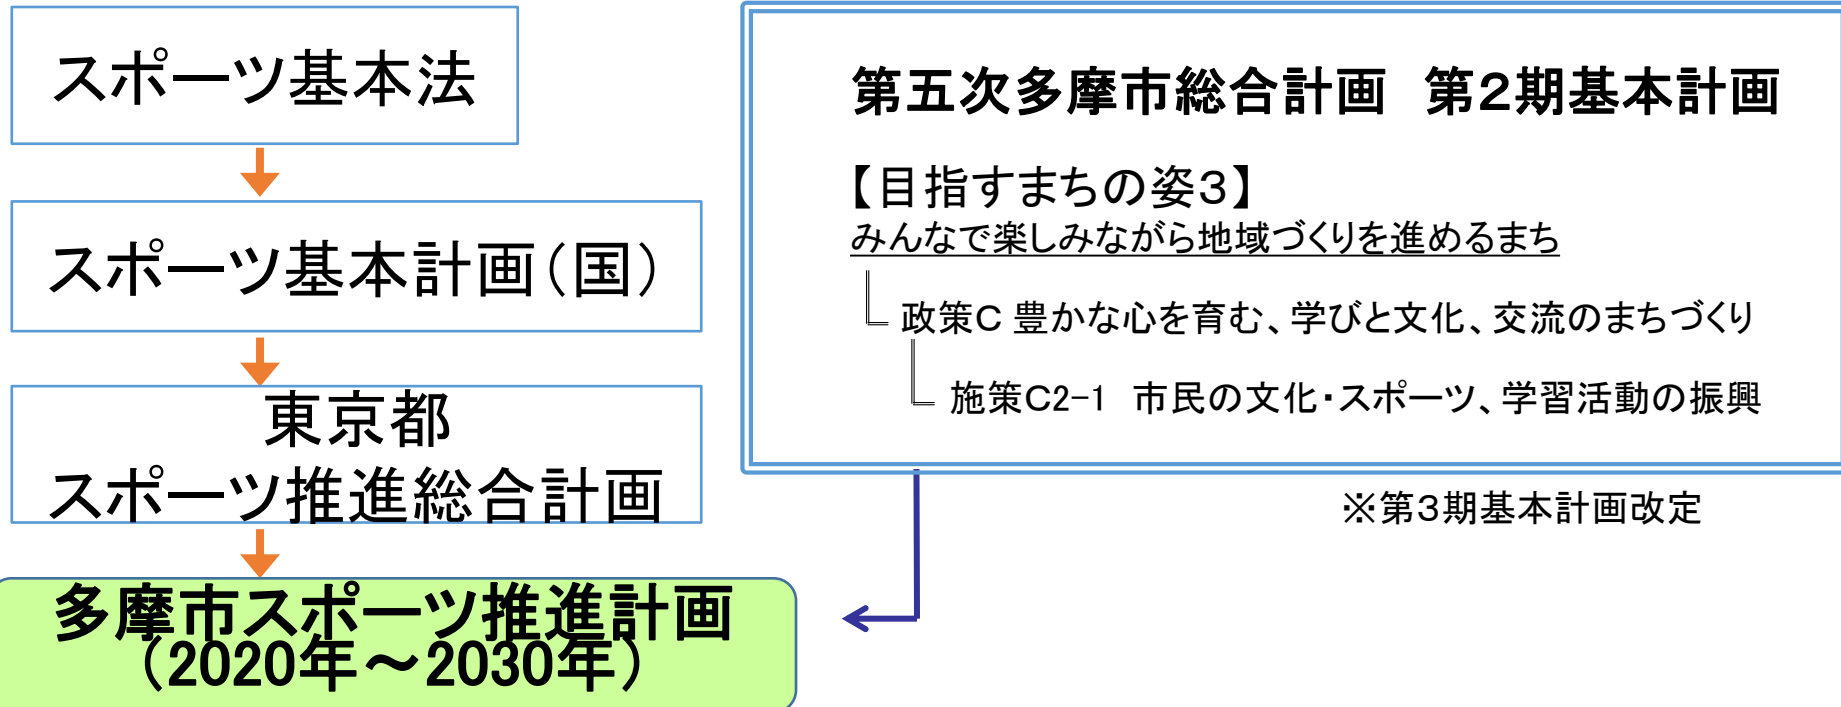 スポーツ基本法
スポーツ基本計画（国）
東京都
スポーツ推進総合計画
多摩市スポーツ推進計画
（2020年～2030年）
第五次多摩市総合計画　第２期基本計画
【目指すまちの姿３】
みんなで楽しみながら地域づくりを進めるまち
政策Ｃ 豊かな心を育む、学びと文化、交流のまちづくり
施策Ｃ2-1　市民の文化・スポーツ、学習活動の振興
※第３期基本計画改定